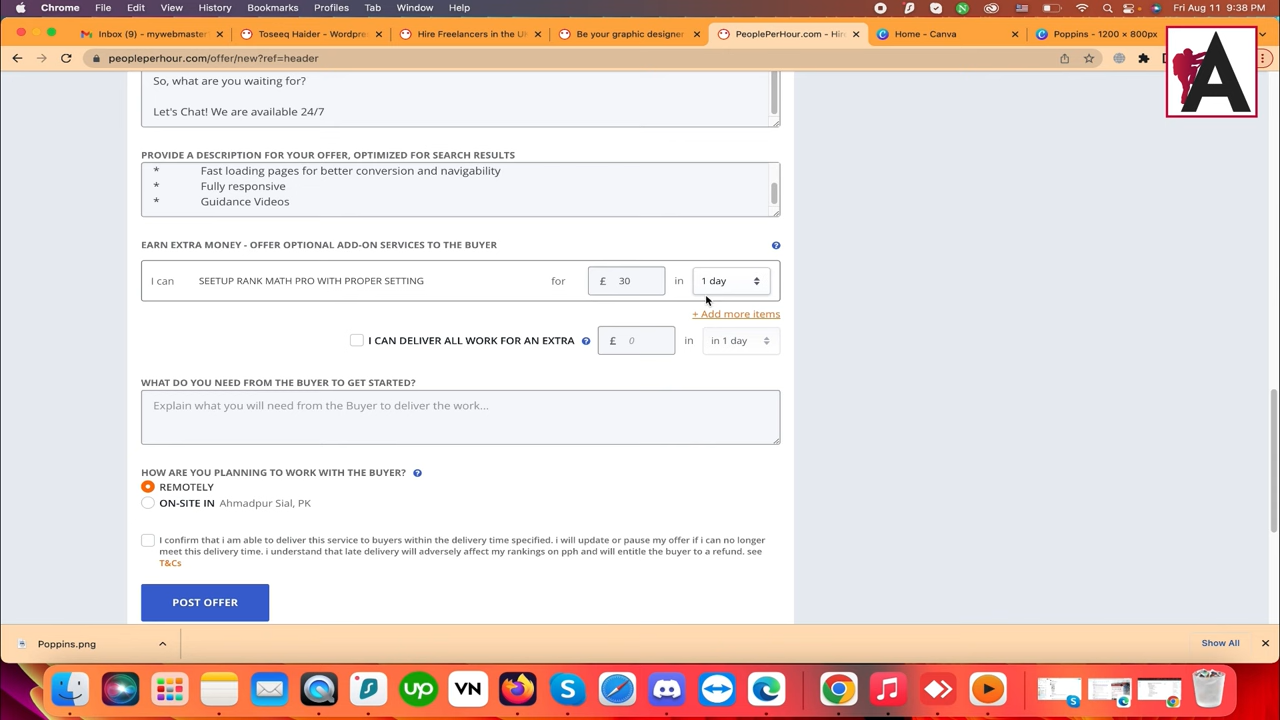 Chrome File Edit View History Bookmarks Profiles Tab Window Help Fri Aug 11 9:38 PM
Inbox (9) - mywebmaster Toseeq Haider - Wordpre Hire Freelancers in the UK Be your graphic designer PeoplePerHour.com - Hire Home - Canva Poppins - 1200 × 800px
peopleperhour.com/offer/new?ref=header
A
So, what are you waiting for?
Let's Chat! We are available 24/7
PROVIDE A DESCRIPTION FOR YOUR OFFER, OPTIMIZED FOR SEARCH RESULTS
* Fast loading pages for better conversion and navigability
* Fully responsive
* Guidance Videos
EARN EXTRA MONEY - OFFER OPTIONAL ADD-ON SERVICES TO THE BUYER
I can SEETUP RANK MATH PRO WITH PROPER SETTING for £ 30 in 1 day
+ Add more items
I CAN DELIVER ALL WORK FOR AN EXTRA £ 0 in in 1 day
WHAT DO YOU NEED FROM THE BUYER TO GET STARTED?
Explain what you will need from the Buyer to deliver the work...
HOW ARE YOU PLANNING TO WORK WITH THE BUYER?
REMOTELY
ON-SITE IN Ahmadpur Sial, PK
I confirm that i am able to deliver this service to buyers within the delivery time specified. i will update or pause my offer if i can no longer
meet this delivery time. i understand that late delivery will adversely affect my rankings on pph and will entitle the buyer to a refund. see
T&Cs
POST OFFER
Poppins.png Show All
up VN